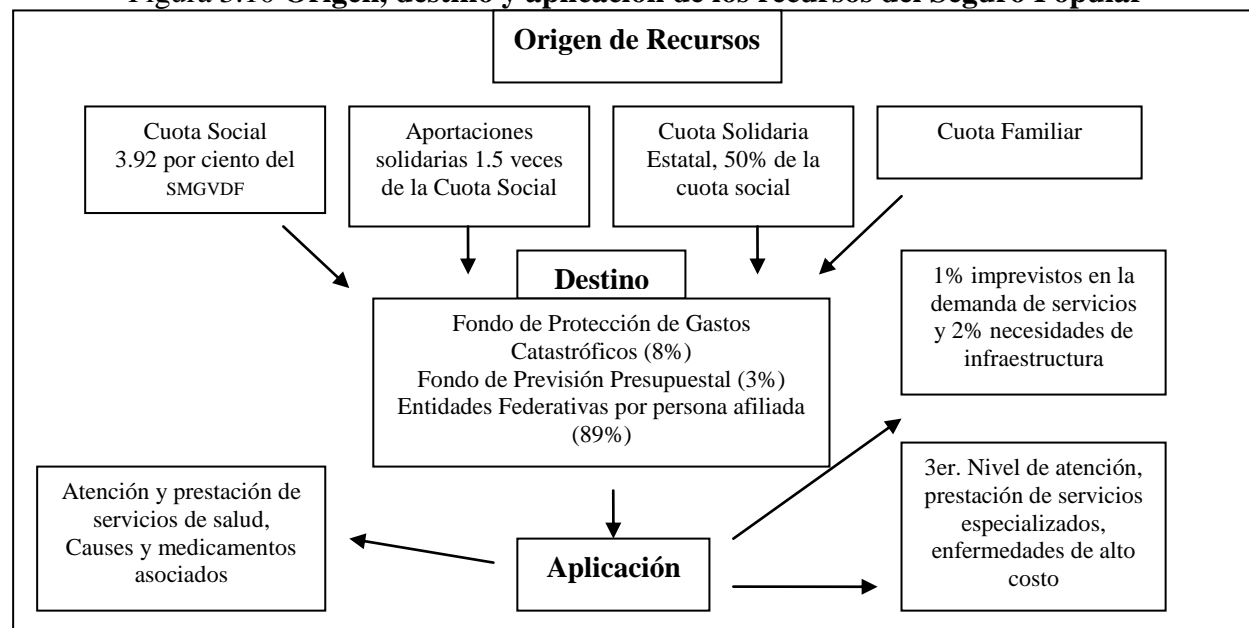 Figura 3.10 Origen, destino y aplicación de los recursos del Seguro Popular
Origen de Recursos
Cuota Social
3.92 por ciento del
SMGVDF
Aportaciones
solidarias 1.5 veces
de la Cuota Social
Cuota Solidaria
Estatal, 50% de la
cuota social
Cuota Familiar
Destino
Fondo de Protección de Gastos
Catastróficos (8%)
Fondo de Previsión Presupuestal (3%)
Entidades Federativas por persona afiliada
(89%)
1% imprevistos en la
demanda de servicios
y 2% necesidades de
infraestructura
Atención y prestación de
servicios de salud,
Causes y medicamentos
asociados
Aplicación
3er. Nivel de atención,
prestación de servicios
especializados,
enfermedades de alto
costo